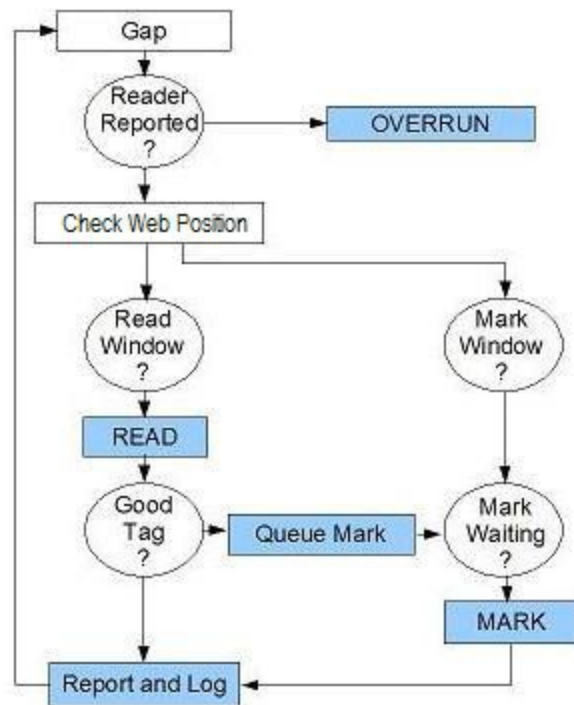 Gap
Reader
Reported
?
OVERRUN
Check Web Position
Read
Window
?
Mark
Window
?
READ
Good
Tag
?
Queue Mark
Mark
Waiting
?
MARK
Report and Log